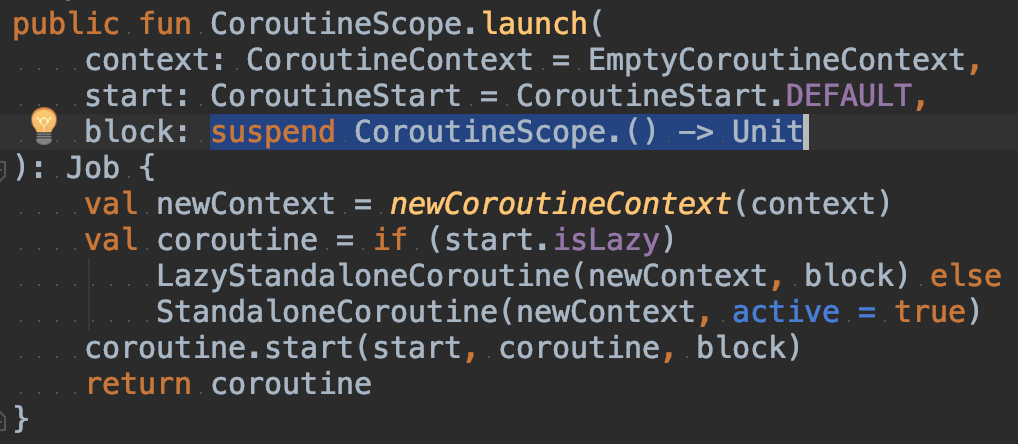 public fun CoroutineScope.launch(
    context: CoroutineContext = EmptyCoroutineContext,
    start: CoroutineStart = CoroutineStart.DEFAULT,
    block: suspend CoroutineScope.() -> Unit
): Job {
    val newContext = newCoroutineContext(context)
    val coroutine = if (start.isLazy)
        LazyStandaloneCoroutine(newContext, block) else
        StandaloneCoroutine(newContext, active = true)
    coroutine.start(start, coroutine, block)
    return coroutine
}